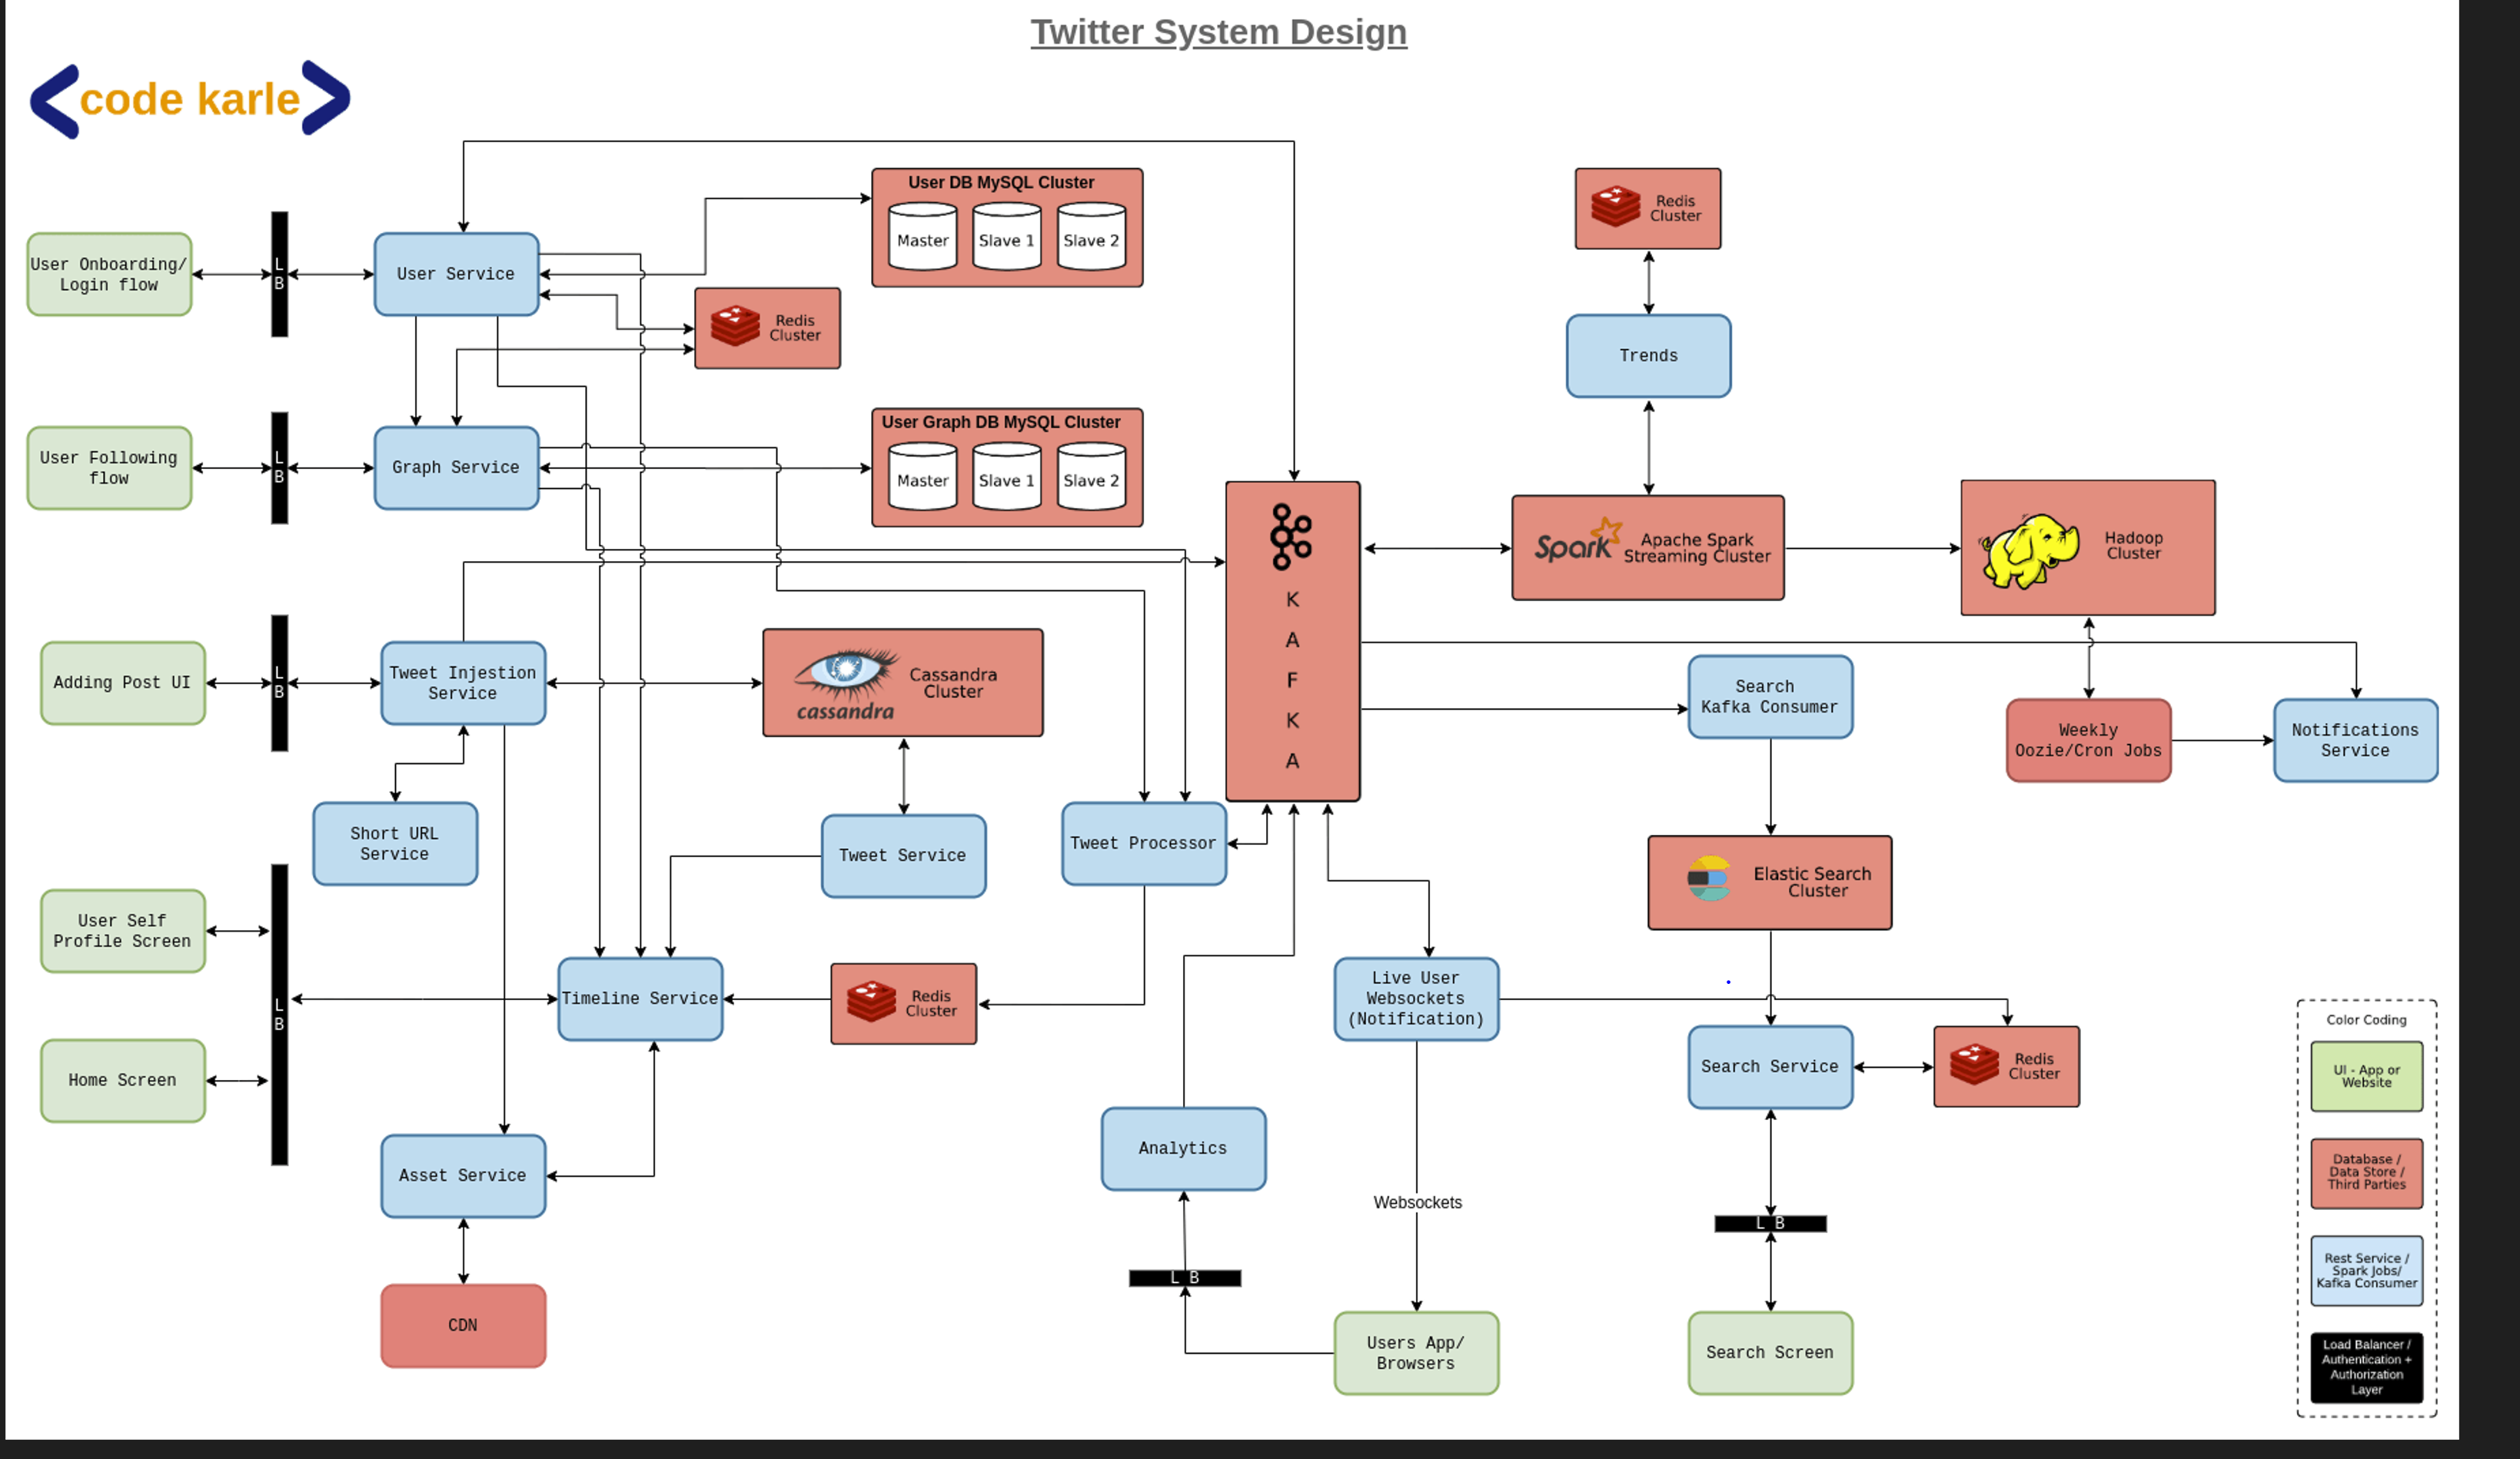 Twitter System Design
code karle
User Onboarding/
Login flow
L
B
User Service
User DB MySQL Cluster
Master
Slave 1
Slave 2
Redis
Cluster
User Following
flow
L
B
Graph Service
User Graph DB MySQL Cluster
Master
Slave 1
Slave 2
Redis
Cluster
Trends
Spark
Apache Spark
Streaming Cluster
Hadoop
Cluster
K
A
F
K
A
Adding Post UI
L
B
Tweet Injestion
Service
cassandra
Cassandra
Cluster
Search
Kafka Consumer
Weekly
Oozie/Cron Jobs
Notifications
Service
Short URL
Service
Tweet Service
Tweet Processor
Elastic Search
Cluster
User Self
Profile Screen
L
B
Home Screen
Timeline Service
Redis
Cluster
Live User
Websockets
(Notification)
Search Service
Redis
Cluster
Asset Service
Analytics
Websockets
L B
L B
CDN
Users App/
Browsers
Search Screen
Color Coding
UI - App or
Website
Database /
Data Store /
Third Parties
Rest Service /
Spark Jobs/
Kafka Consumer
Load Balancer /
Authentication +
Authorization
Layer